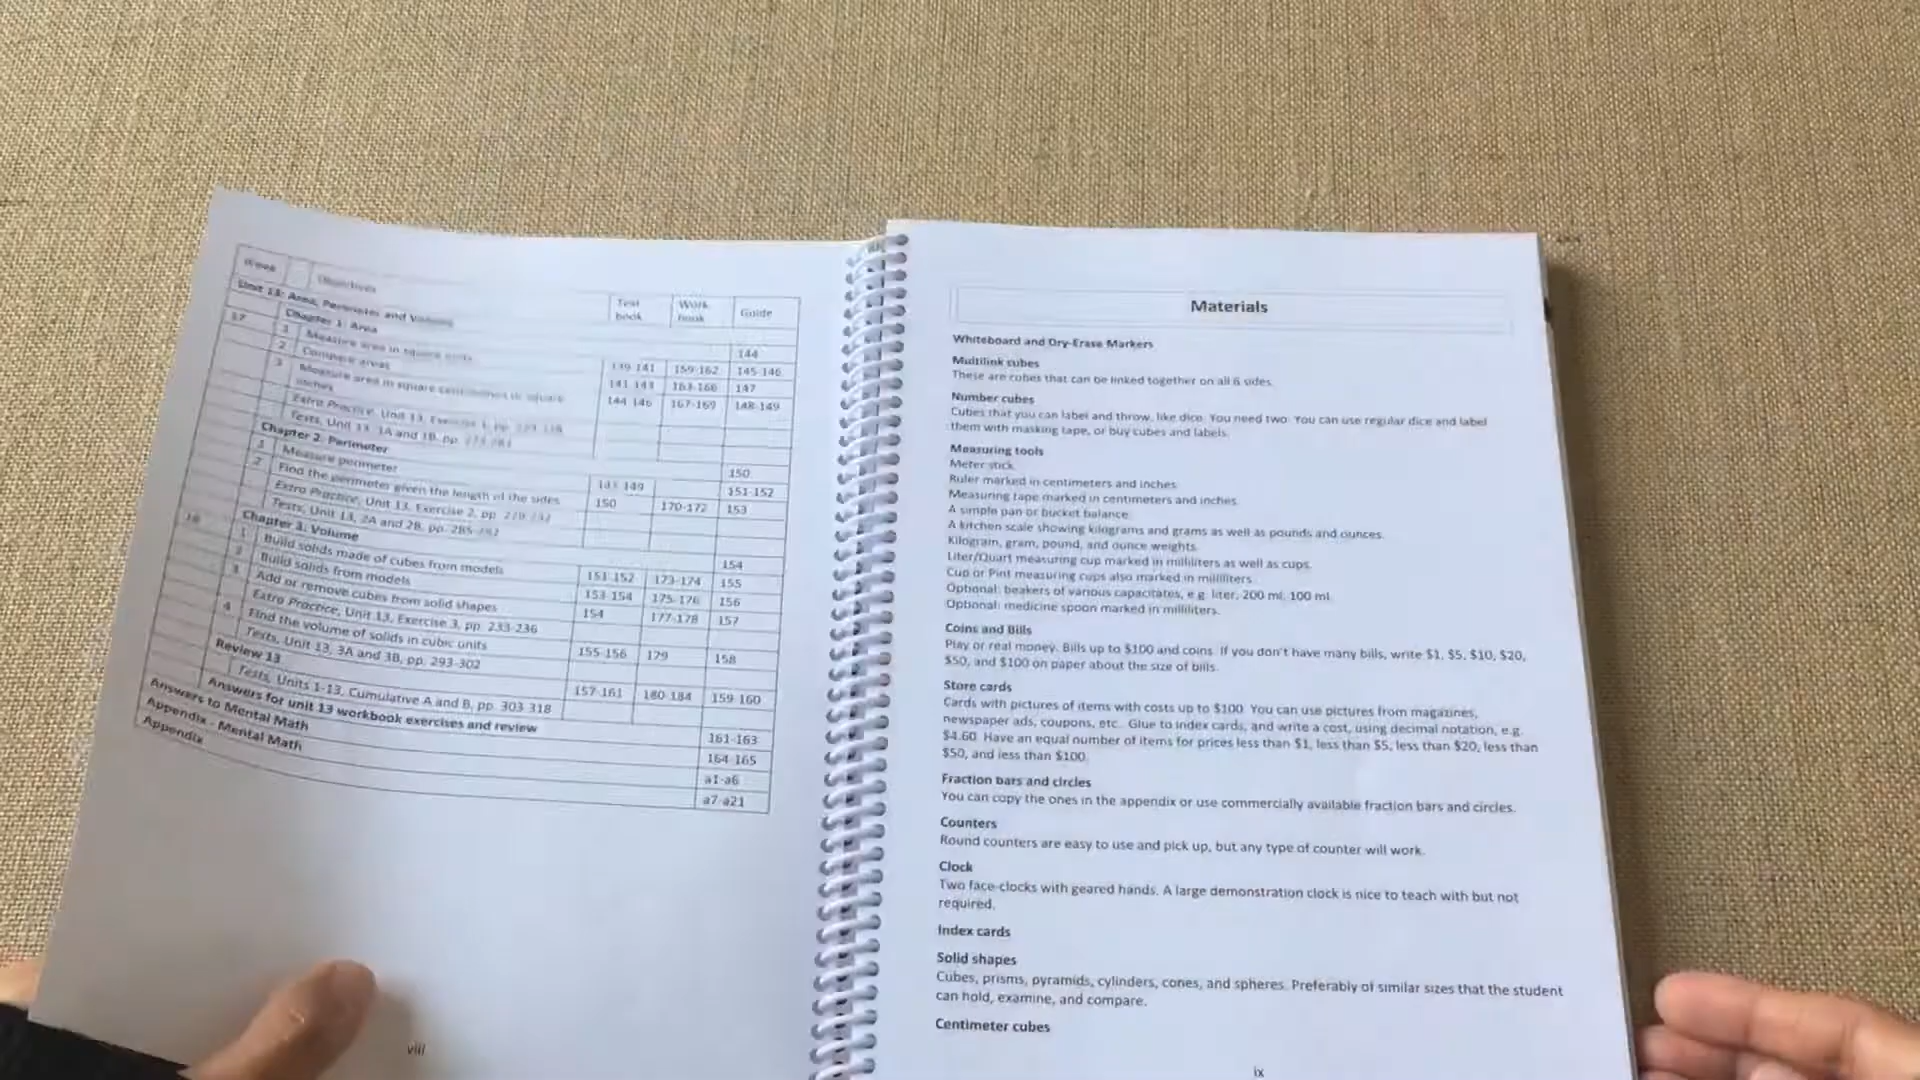 Week Objectives Text book Work book Guide
Unit 13: Area, Perimeter and Volume
17 Chapter 1: Area 144
1 Measure area in square units 139-141 159-162 145-146
2 Compare areas 141-143 163-166 147
3 Measure area in square centimeters or square inches 144-146 167-169 148-149
Extra Practice, Unit 13, Exercise 1, pp.
Tests, Unit 13, 1A and 1B, pp.
Chapter 2: Perimeter 150
1 Measure perimeter 149 151-152
2 Find the perimeter given the length of the sides 150 170-172 153
Extra Practice, Unit 13, Exercise 2, pp.
Tests, Unit 13, 2A and 2B, pp. 285-292
18 Chapter 3: Volume 154
1 Build solids made of cubes from models 151-152 173-174 155
2 Build solids from models 153-154 175-176 156
3 Add or remove cubes from solid shapes 154 177-178 157
Extra Practice, Unit 13, Exercise 3, pp. 233-236
4 Find the volume of solids in cubic units 155-156 179 158
Tests, Unit 13, 3A and 3B, pp. 293-302
Review 13 157-161 180-184 159-160
Tests, Units 1-13, Cumulative A and B, pp. 303-318
Answers for unit 13 workbook exercises and review 161-163
Answers to Mental Math 164-165
Appendix - Mental Math a1-a6
Appendix a7-a21
viii
Materials
Whiteboard and Dry-Erase Markers
Multilink cubes
These are cubes that can be linked together on all 6 sides.
Number cubes
Cubes that you can label and throw, like dice. You need two. You can use regular dice and label
them with masking tape, or buy cubes and labels.
Measuring tools
Meter stick
Ruler marked in centimeters and inches
Measuring tape marked in centimeters and inches
A simple pan or bucket balance
A kitchen scale showing kilograms and grams as well as pounds and ounces.
Kilogram, gram, pound, and ounce weights
Liter/Quart measuring cup marked in milliliters as well as cups.
Cup or Pint measuring cups also marked in milliliters
Optional: beakers of various capacitates, e.g. liter, 200 ml, 100 ml
Optional: medicine spoon marked in milliliters.
Coins and Bills
Play or real money. Bills up to $100 and coins. If you don't have many bills, write $1, $5, $10, $20,
$50, and $100 on paper about the size of bills.
Store cards
Cards with pictures of items with costs up to $100. You can use pictures from magazines,
newspaper ads, coupons, etc. Glue to index cards, and write a cost, using decimal notation, e.g.
$4.60. Have an equal number of items for prices less than $1, less than $5, less than $20, less than
$50, and less than $100.
Fraction bars and circles
You can copy the ones in the appendix or use commercially available fraction bars and circles.
Counters
Round counters are easy to use and pick up, but any type of counter will work.
Clock
Two face-clocks with geared hands. A large demonstration clock is nice to teach with but not
required.
Index cards
Solid shapes
Cubes, prisms, pyramids, cylinders, cones, and spheres. Preferably of similar sizes that the student
can hold, examine, and compare.
Centimeter cubes
ix